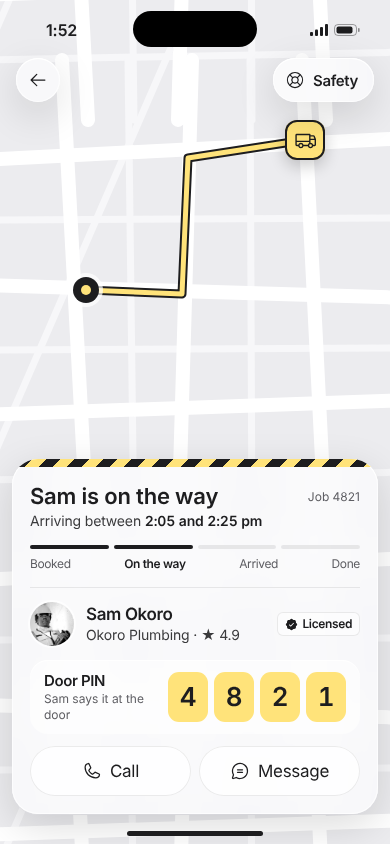 1:52
Safety
Sam is on the way
Job 4821
Arriving between 2:05 and 2:25 pm
Booked
On the way
Arrived
Done
Sam Okoro
Okoro Plumbing · ★ 4.9
Licensed
Door PIN
Sam says it at the
door
4 8 2 1
Call
Message